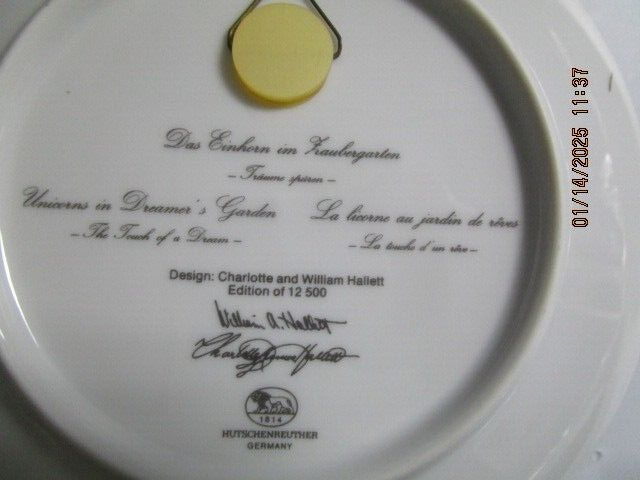 Das Einhorn im Zaubergarten
– Träume spüren –
Unicorns in Dreamer's Garden
– The Touch of a Dream –
La licorne au jardin de rêves
– La touche d'un rêve –
Design: Charlotte and William Hallett
Edition of 12 500
William A. Hallett
Charlotte Hallett
1814
HUTSCHENREUTHER
GERMANY
01/14/2025 11:37